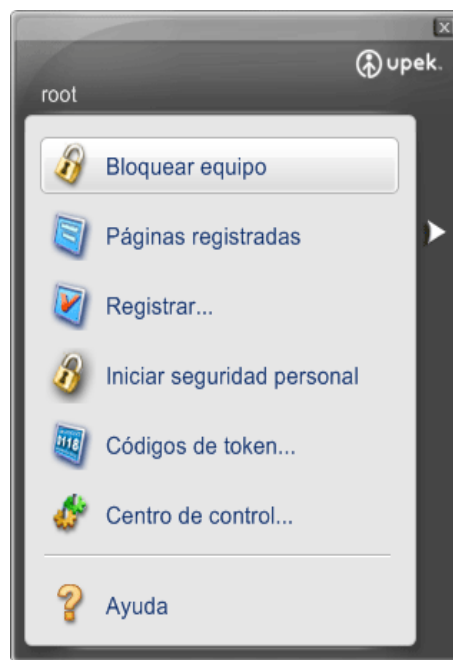 upek.
root
Bloquear equipo
Páginas registradas
Registrar...
Iniciar seguridad personal
Códigos de token...
Centro de control...
Ayuda